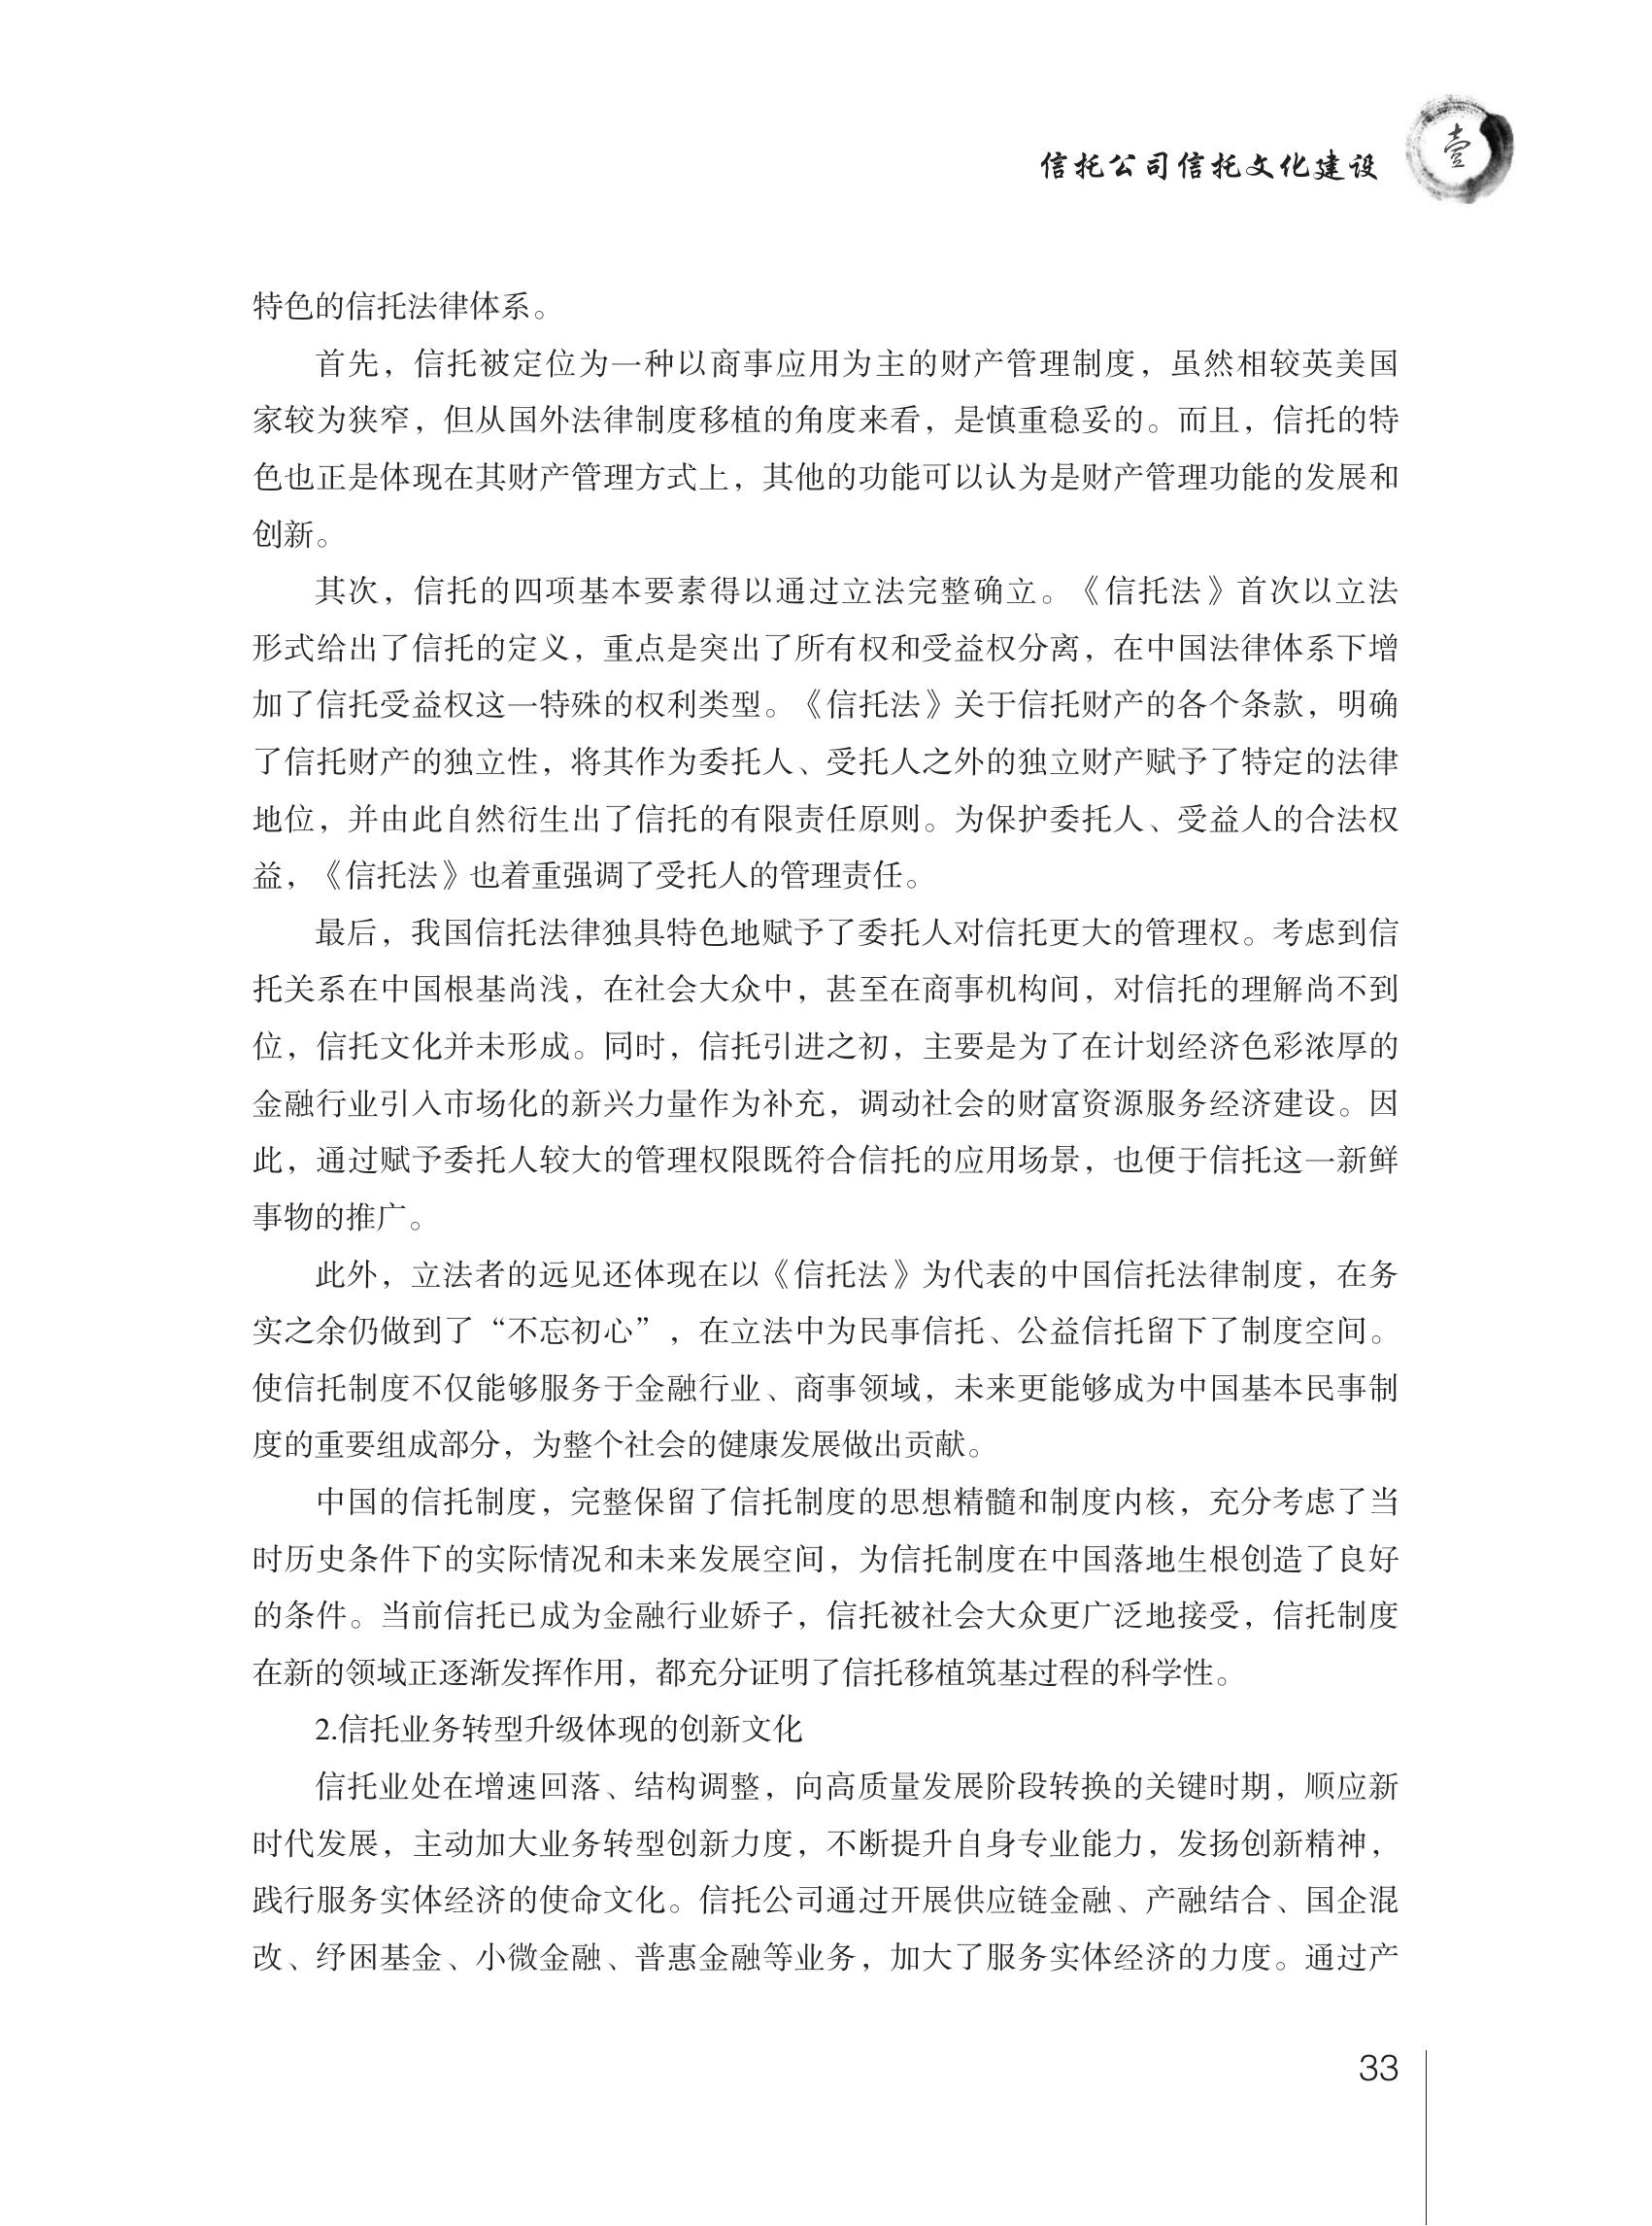 信托公司信托文化建设
壹
特色的信托法律体系。
首先，信托被定位为一种以商事应用为主的财产管理制度，虽然相较英美国
家较为狭窄，但从国外法律制度移植的角度来看，是慎重稳妥的。而且，信托的特
色也正是体现在其财产管理方式上，其他的功能可以认为是财产管理功能的发展和
创新。
其次，信托的四项基本要素得以通过立法完整确立。《信托法》首次以立法
形式给出了信托的定义，重点是突出了所有权和受益权分离，在中国法律体系下增
加了信托受益权这一特殊的权利类型。《信托法》关于信托财产的各个条款，明确
了信托财产的独立性，将其作为委托人、受托人之外的独立财产赋予了特定的法律
地位，并由此自然衍生出了信托的有限责任原则。为保护委托人、受益人的合法权
益，《信托法》也着重强调了受托人的管理责任。
最后，我国信托法律独具特色地赋予了委托人对信托更大的管理权。考虑到信
托关系在中国根基尚浅，在社会大众中，甚至在商事机构间，对信托的理解尚不到
位，信托文化并未形成。同时，信托引进之初，主要是为了在计划经济色彩浓厚的
金融行业引入市场化的新兴力量作为补充，调动社会的财富资源服务经济建设。因
此，通过赋予委托人较大的管理权限既符合信托的应用场景，也便于信托这一新鲜
事物的推广。
此外，立法者的远见还体现在以《信托法》为代表的中国信托法律制度，在务
实之余仍做到了“不忘初心”，在立法中为民事信托、公益信托留下了制度空间。
使信托制度不仅能够服务于金融行业、商事领域，未来更能够成为中国基本民事制
度的重要组成部分，为整个社会的健康发展做出贡献。
中国的信托制度，完整保留了信托制度的思想精髓和制度内核，充分考虑了当
时历史条件下的实际情况和未来发展空间，为信托制度在中国落地生根创造了良好
的条件。当前信托已成为金融行业娇子，信托被社会大众更广泛地接受，信托制度
在新的领域正逐渐发挥作用，都充分证明了信托移植筑基过程的科学性。
2.信托业务转型升级体现的创新文化
信托业处在增速回落、结构调整，向高质量发展阶段转换的关键时期，顺应新
时代发展，主动加大业务转型创新力度，不断提升自身专业能力，发扬创新精神，
践行服务实体经济的使命文化。信托公司通过开展供应链金融、产融结合、国企混
改、纾困基金、小微金融、普惠金融等业务，加大了服务实体经济的力度。通过产
33